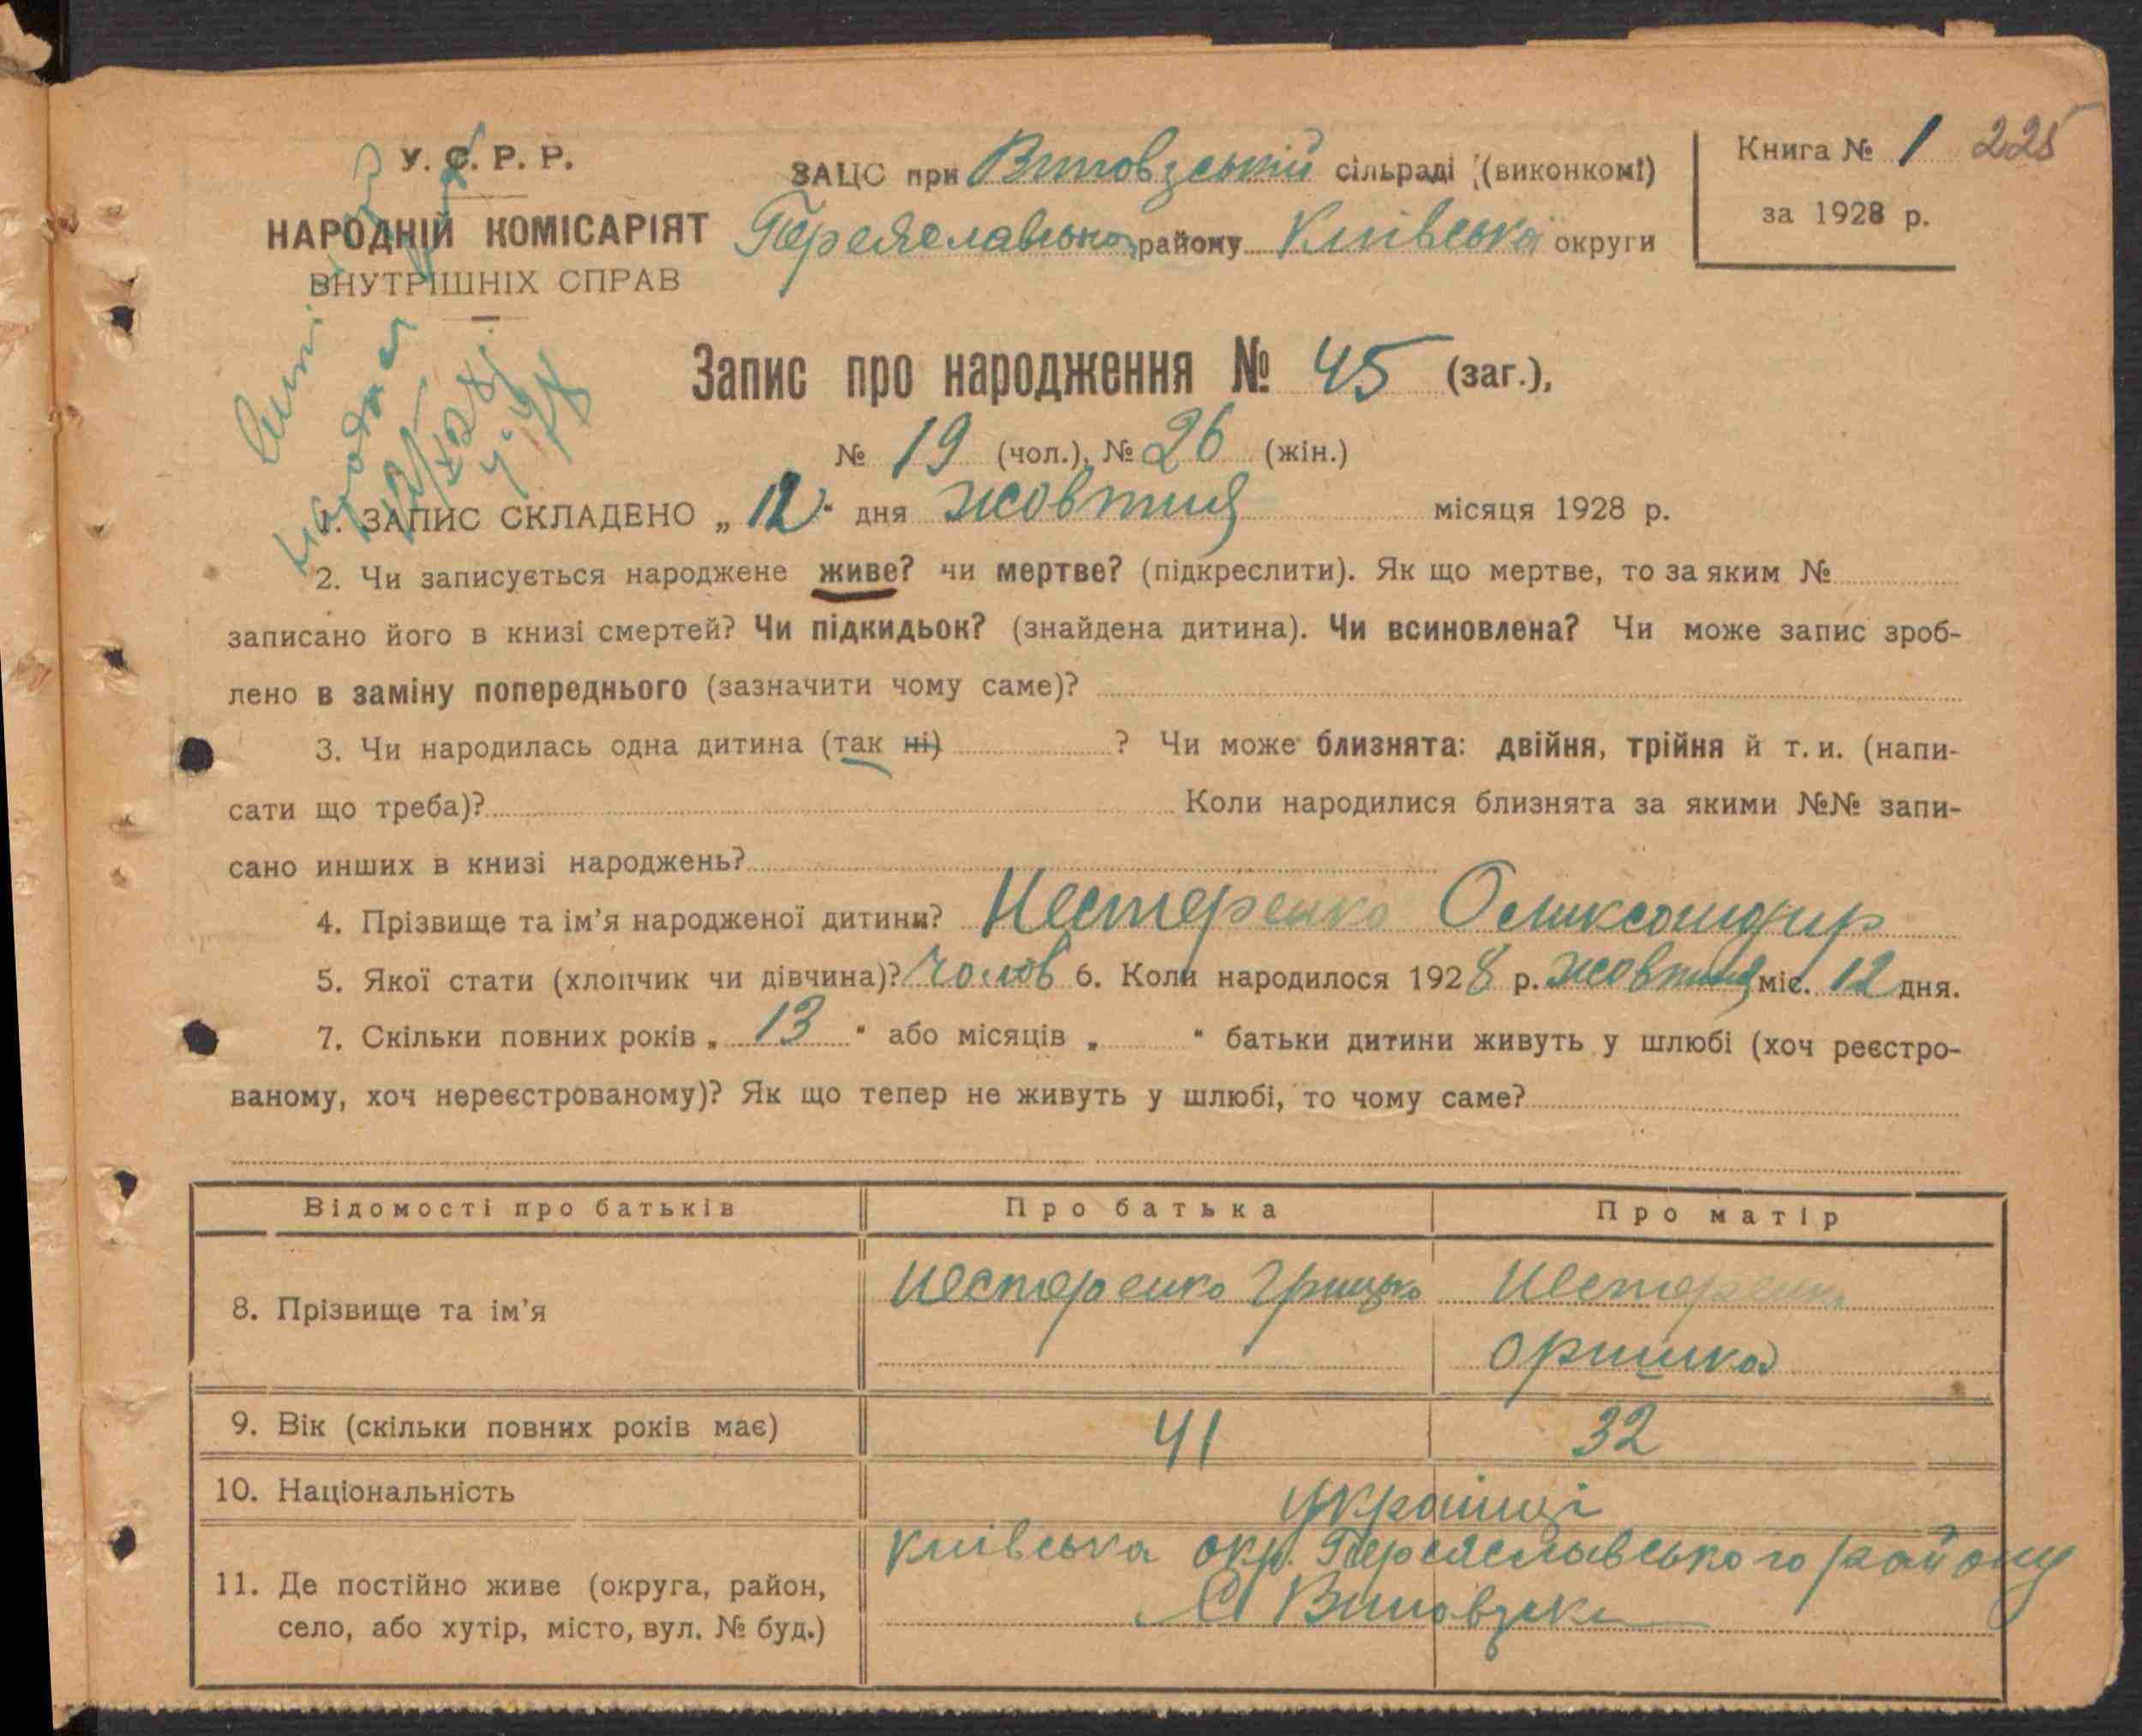 У. С. Р. Р.
НАРОДНІЙ КОМІСАРІЯТ
ВНУТРІШНІХ СПРАВ
ЗАЦС при сільраді (виконкомі)
району Київська округи
Книга № 1 225
за 1928 р.
Запис про народження № 45 (заг.),
№ 19 (чол.), № 26 (жін.)
1. ЗАПИС СКЛАДЕНО „ 12 “ дня жовтня місяця 1928 р.
2. Чи записується народжене живе? чи мертве? (підкреслити). Як що мертве, то за яким №
записано його в книзі смертей? Чи підкидьок? (знайдена дитина). Чи всиновлена? Чи може запис зроб-
лено в заміну попереднього (зазначити чому саме)?
3. Чи народилась одна дитина (так ні) ? Чи може близнята: двійня, трійня й т. и. (напи-
сати що треба)? Коли народилися близнята за якими №№ запи-
сано инших в книзі народжень?
4. Прізвище та ім’я народженої дитини? Нестеренко Оликсандир
5. Якої стати (хлопчик чи дівчина)? Чолов 6. Коли народилося 1928 р. жовтня міс. 12 дня.
7. Скільки повних років „ 13 “ або місяців „ “ батьки дитини живуть у шлюбі (хоч реєстро-
ваному, хоч нереєстрованому)? Як що тепер не живуть у шлюбі, то чому саме?
Відомості про батьків Про батька Про матір
8. Прізвище та ім’я Нестеренко Грицько Нестеренко
Оришка
9. Вік (скільки повних років має) 41 32
10. Національність українці
11. Де постійно живе (округа, район,
село, або хутір, місто, вул. № буд.)
Київська окр. Переяславського району